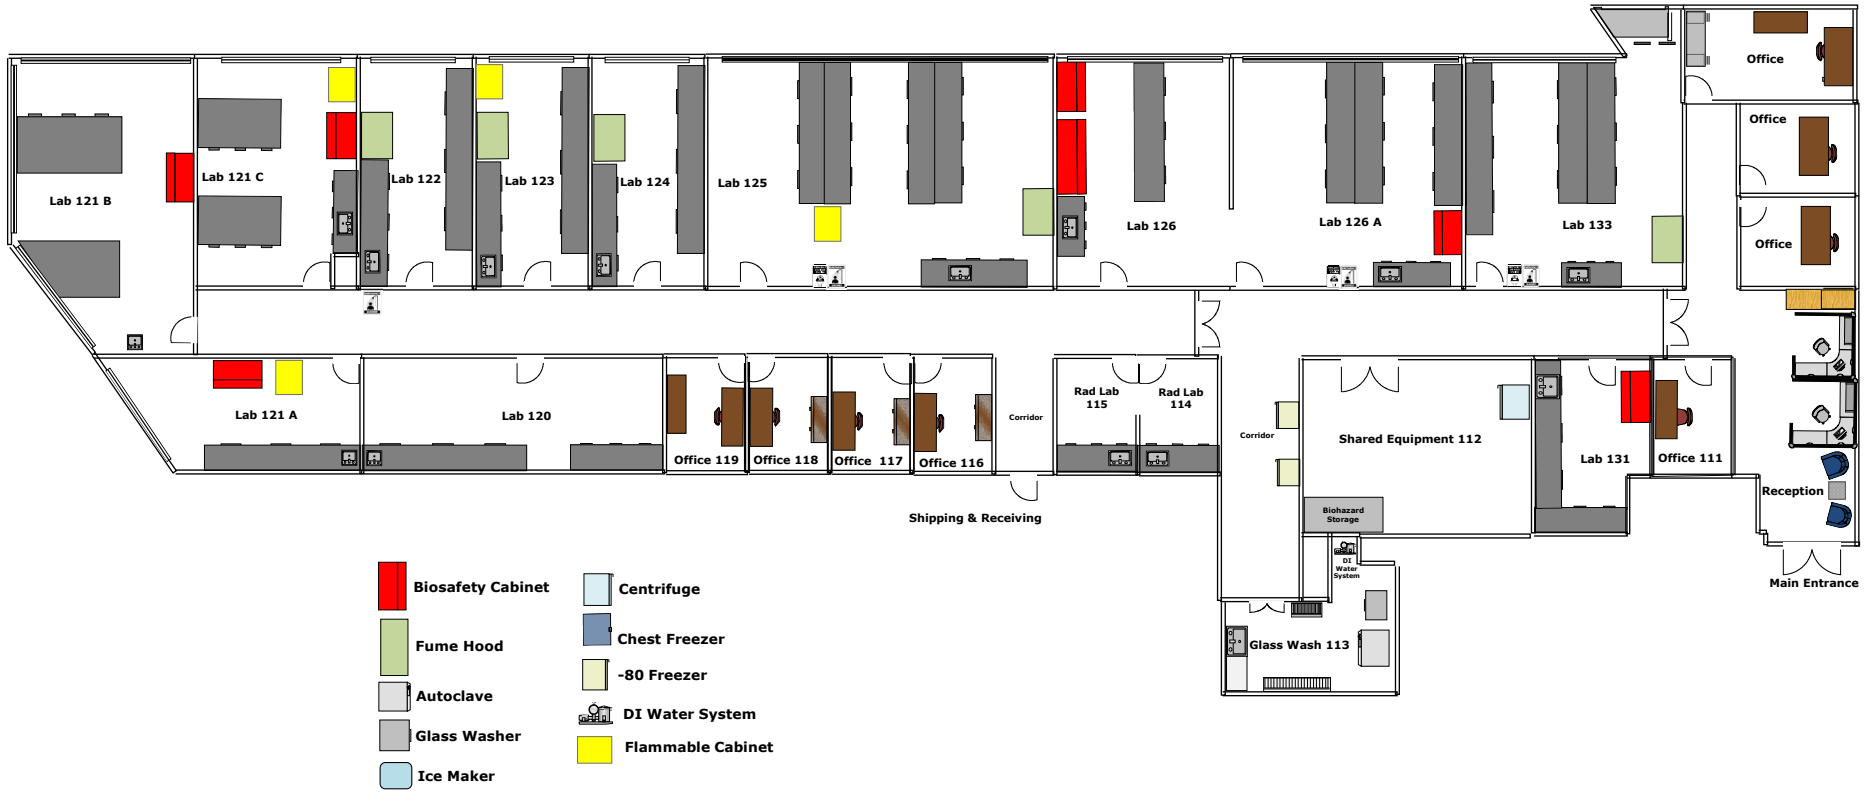 Office
Office
Lab 121 B
Lab 121 C
Lab 122
Lab 123
Lab 124
Lab 125
Lab 126
Lab 126 A
Lab 133
Office
Lab 121 A
Lab 120
Office 119
Office 118
Office 117
Office 116
Corridor
Rad Lab
115
Rad Lab
114
Corridor
Shared Equipment 112
Lab 131
Office 111
Reception
Biohazard
Storage
Shipping & Receiving
DI
Water
System
Main Entrance
Glass Wash 113
Biosafety Cabinet
Fume Hood
Autoclave
Glass Washer
Ice Maker
Centrifuge
Chest Freezer
-80 Freezer
DI Water System
Flammable Cabinet